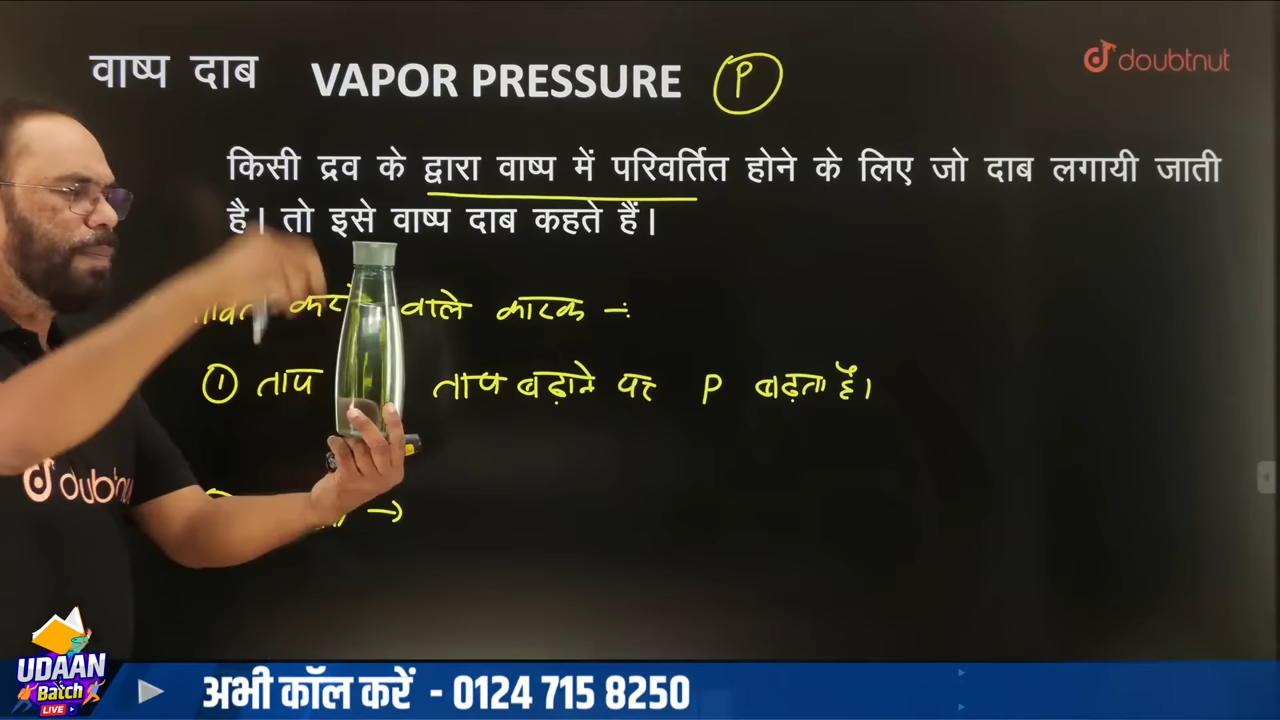 वाष्प दाब VAPOR PRESSURE P
doubtnut
किसी द्रव के द्वारा वाष्प में परिवर्तित होने के लिए जो दाब लगायी जाती
है। तो इसे वाष्प दाब कहते हैं।
वाले कारक -:
① ताप ताप बढ़ाने पर P बढ़ता है।
→
doubtnut
UDAAN
Batch
LIVE
अभी कॉल करें - 0124 715 8250